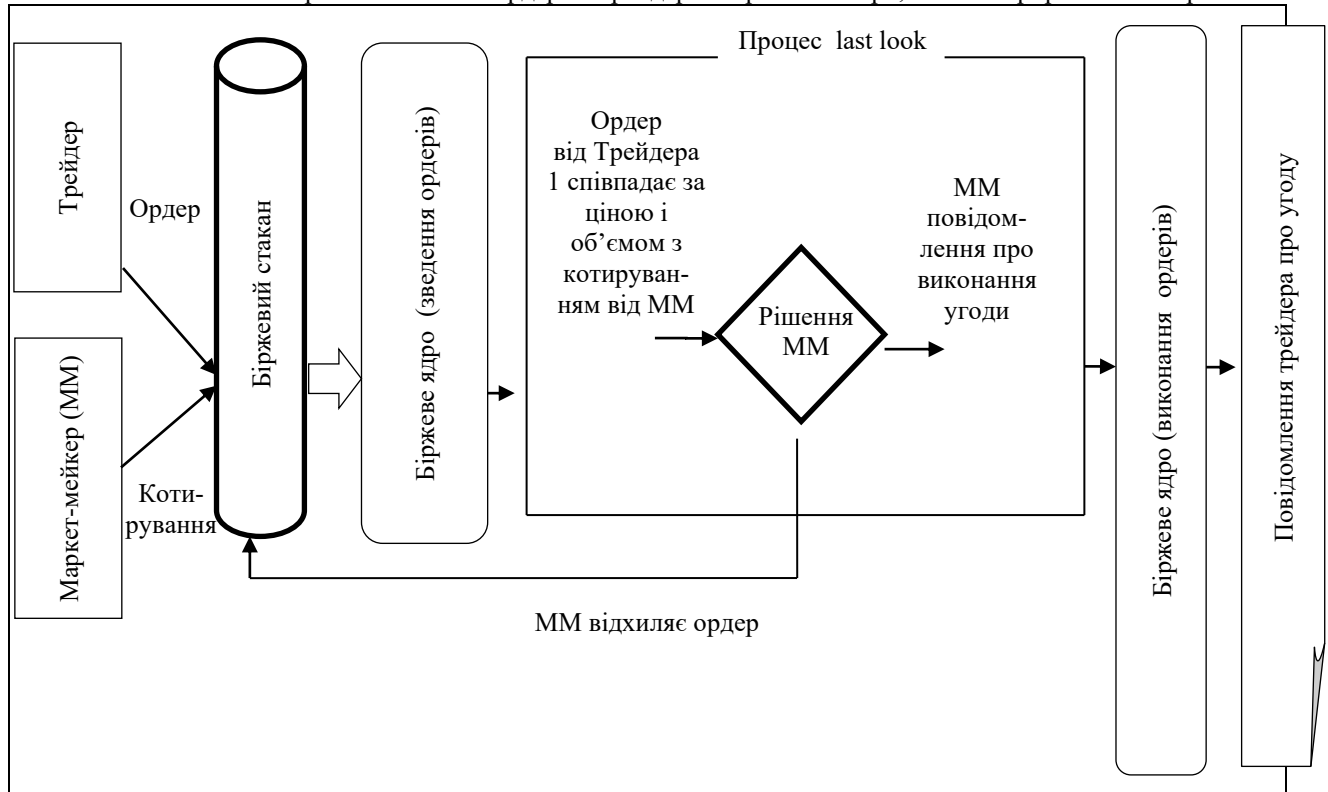 Процес last look
Трейдер
Ордер
Маркет-мейкер (ММ)
Коти-
рування
Біржевий стакан
Біржеве ядро (зведення ордерів)
Ордер
від Трейдера
1 співпадає за
ціною і
об’ємом з
котируван-
ням від ММ
Рішення
ММ
ММ
повідом-
лення про
виконання
угоди
ММ відхиляє ордер
Біржеве ядро (виконання ордерів)
Повідомлення трейдера про угоду